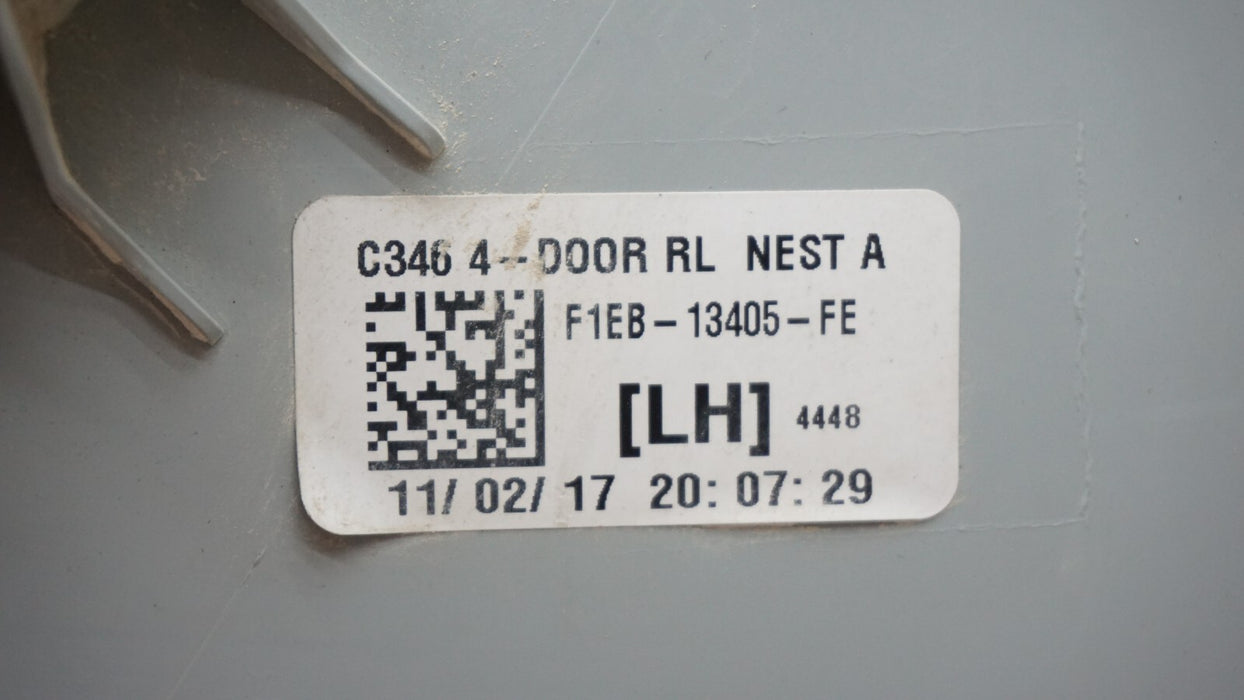 C346 4--DOOR RL NEST A
F1EB-13405-FE
[LH] 4448
11/ 02/ 17 20: 07: 29